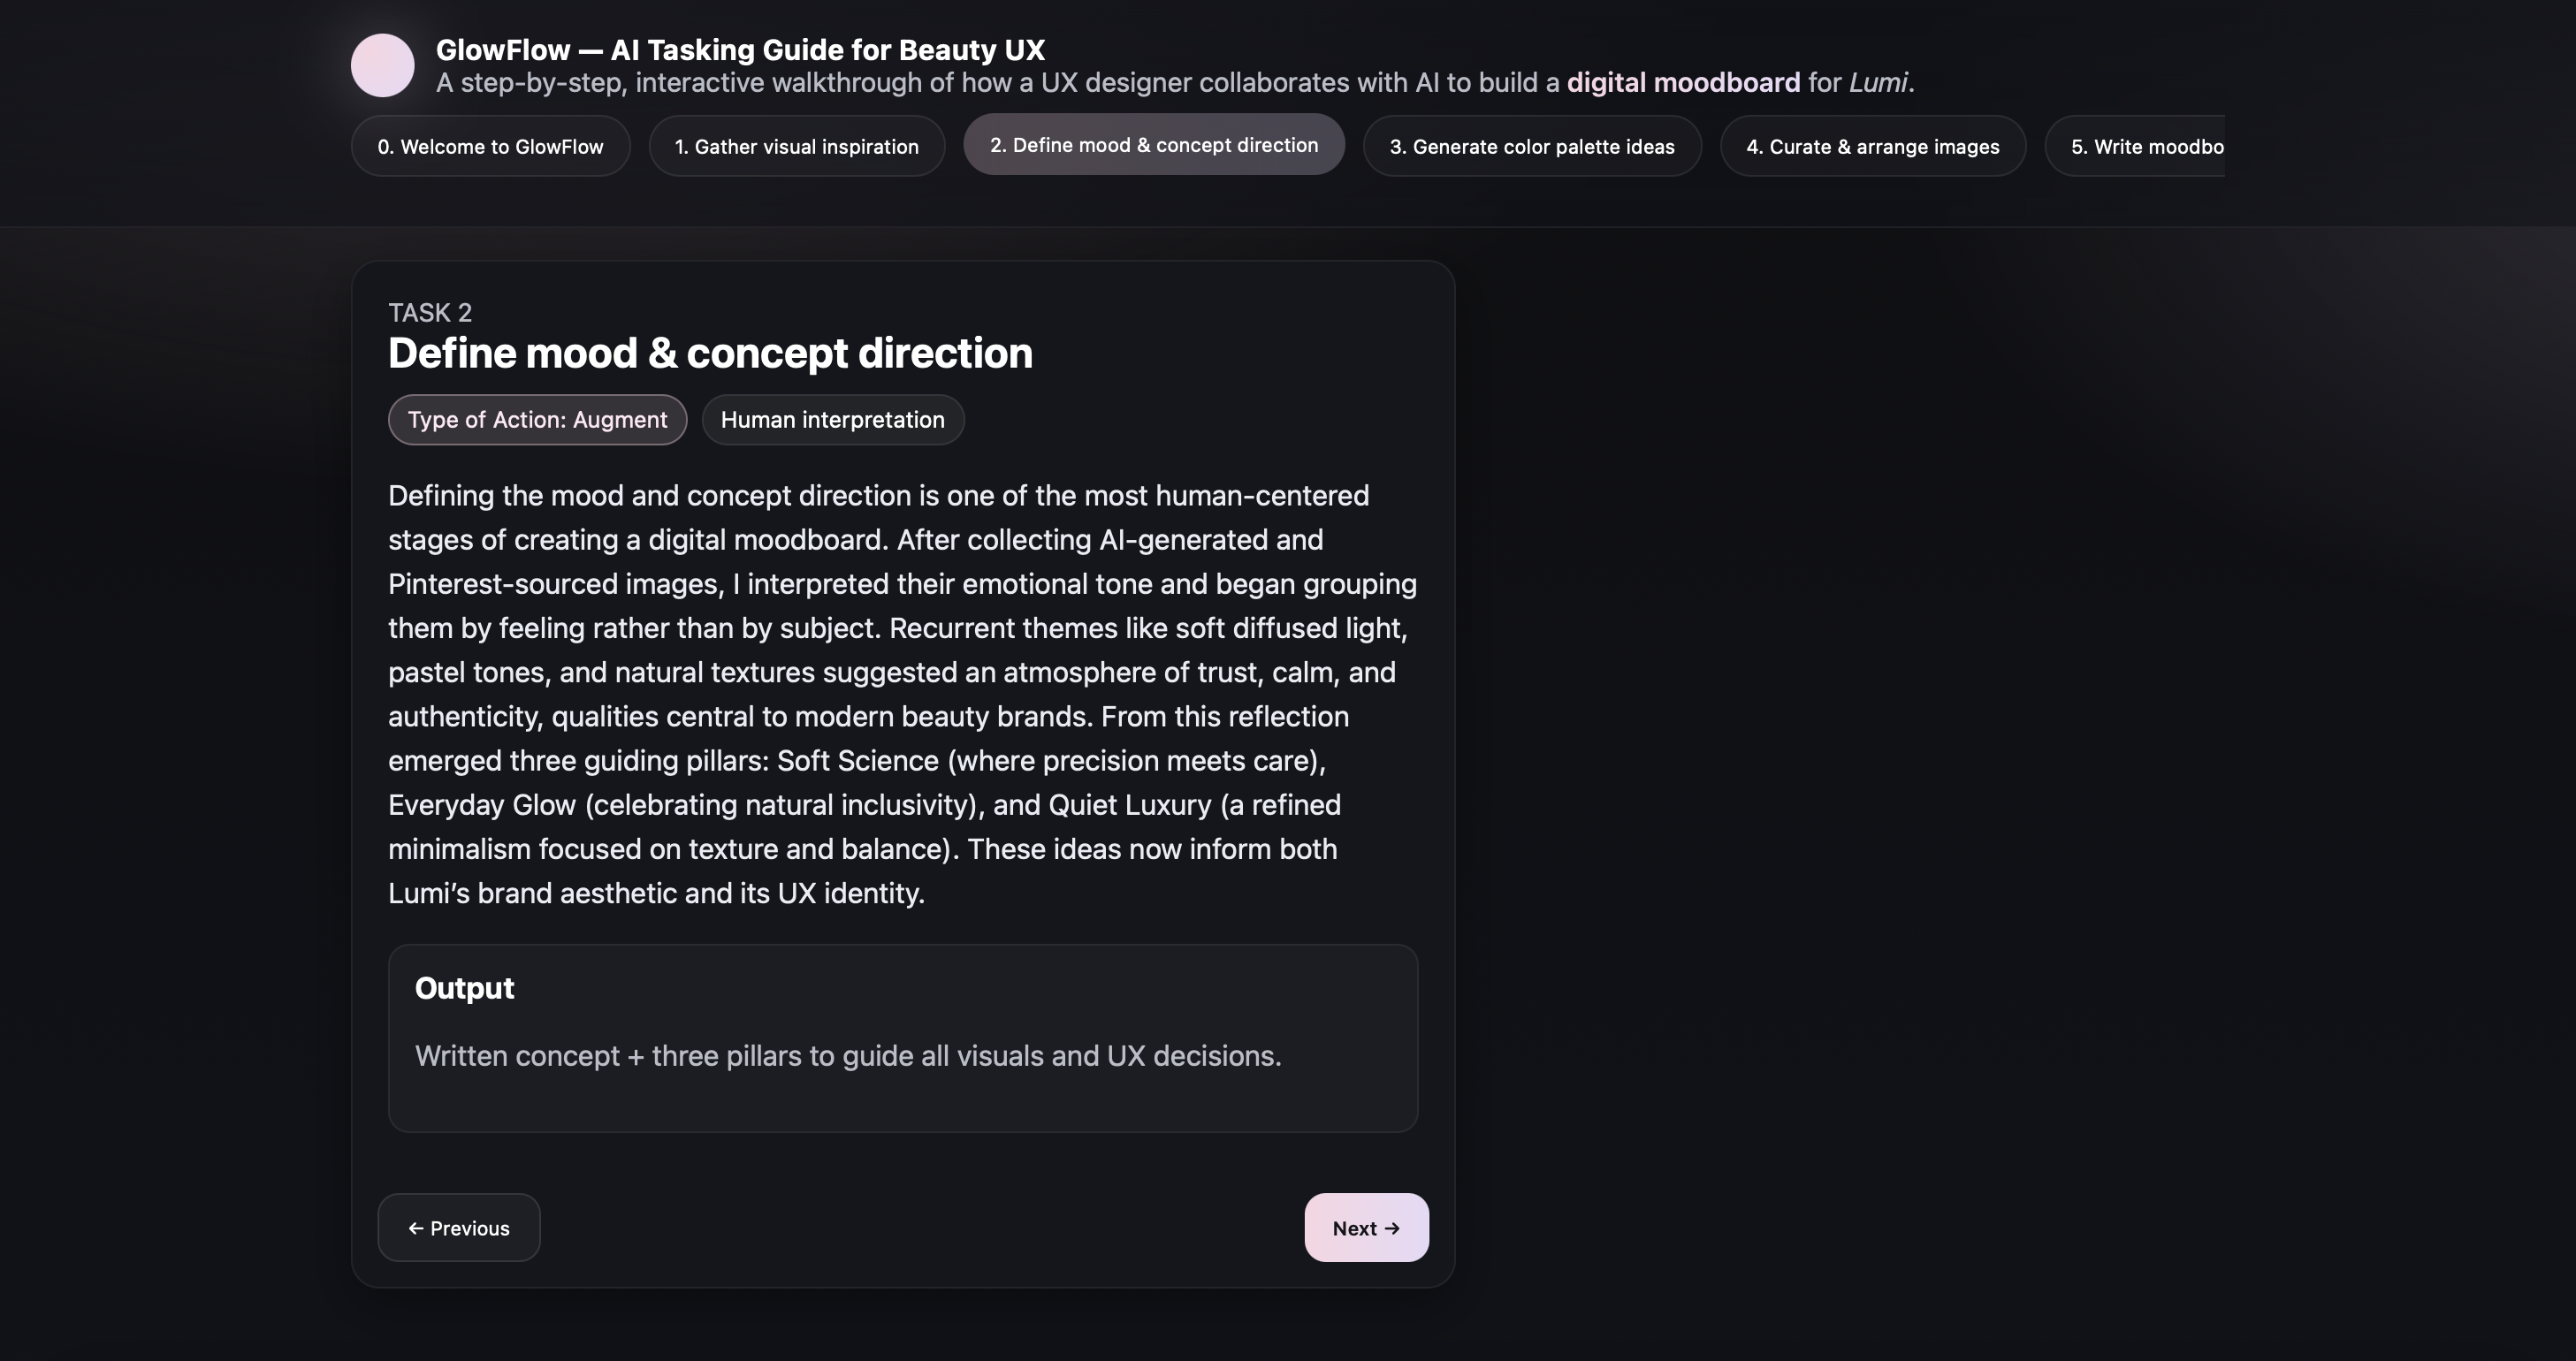 GlowFlow — AI Tasking Guide for Beauty UX
A step-by-step, interactive walkthrough of how a UX designer collaborates with AI to build a digital moodboard for Lumi.
0. Welcome to GlowFlow
1. Gather visual inspiration
2. Define mood & concept direction
3. Generate color palette ideas
4. Curate & arrange images
5. Write moodbo
TASK 2
Define mood & concept direction
Type of Action: Augment
Human interpretation
Defining the mood and concept direction is one of the most human-centered
stages of creating a digital moodboard. After collecting AI-generated and
Pinterest-sourced images, I interpreted their emotional tone and began grouping
them by feeling rather than by subject. Recurrent themes like soft diffused light,
pastel tones, and natural textures suggested an atmosphere of trust, calm, and
authenticity, qualities central to modern beauty brands. From this reflection
emerged three guiding pillars: Soft Science (where precision meets care),
Everyday Glow (celebrating natural inclusivity), and Quiet Luxury (a refined
minimalism focused on texture and balance). These ideas now inform both
Lumi’s brand aesthetic and its UX identity.
Output
Written concept + three pillars to guide all visuals and UX decisions.
← Previous
Next →